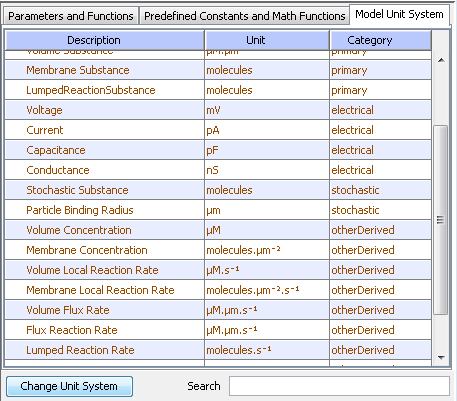 Parameters and Functions Predefined Constants and Math Functions Model Unit System
Description Unit Category
Volume Substance µM.µm³ primary
Membrane Substance molecules primary
LumpedReactionSubstance molecules primary
Voltage mV electrical
Current pA electrical
Capacitance pF electrical
Conductance nS electrical
Stochastic Substance molecules stochastic
Particle Binding Radius µm stochastic
Volume Concentration µM otherDerived
Membrane Concentration molecules.µm⁻² otherDerived
Volume Local Reaction Rate µM.s⁻¹ otherDerived
Membrane Local Reaction Rate molecules.µm⁻².s⁻¹ otherDerived
Volume Flux Rate µM.µm.s⁻¹ otherDerived
Flux Reaction Rate µM.µm.s⁻¹ otherDerived
Lumped Reaction Rate molecules.s⁻¹ otherDerived
Change Unit System Search